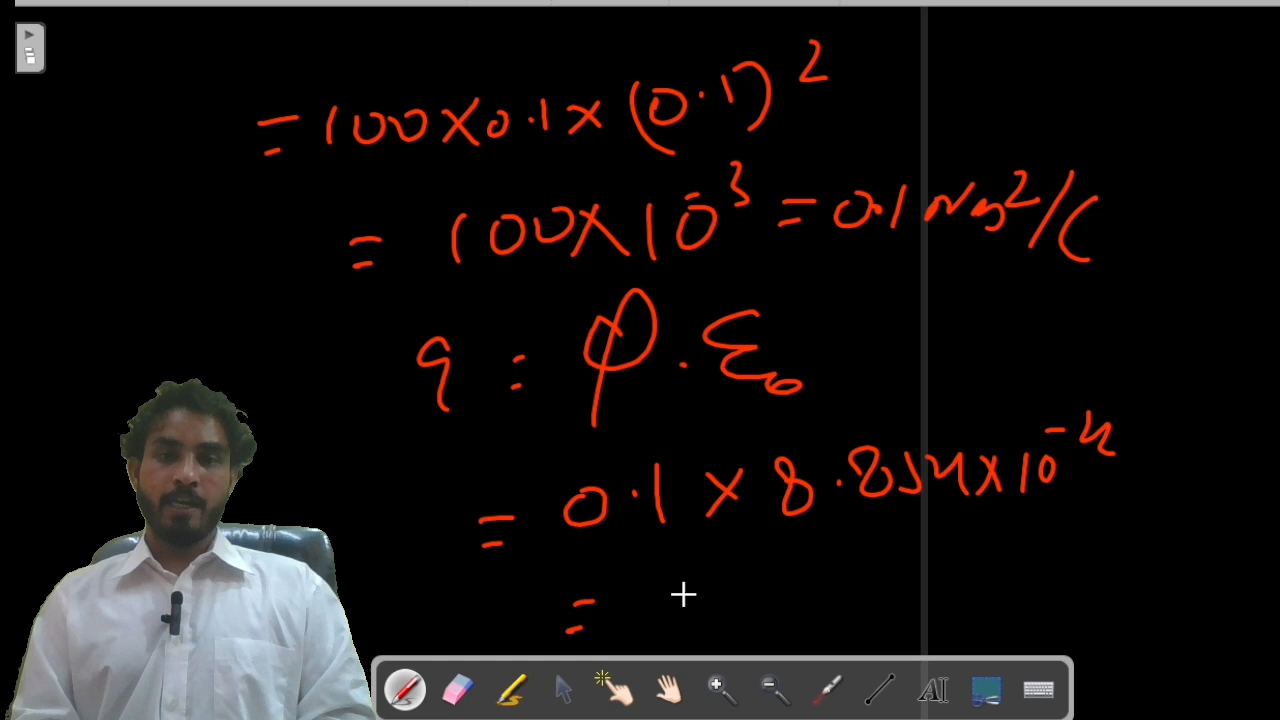 = 100 × 0.1 × (0.1)²
= 100 × 10⁻³ = 0.1 Nm²/C
q = φ . ε₀
= 0.1 × 8.854 × 10⁻¹²
=
AI